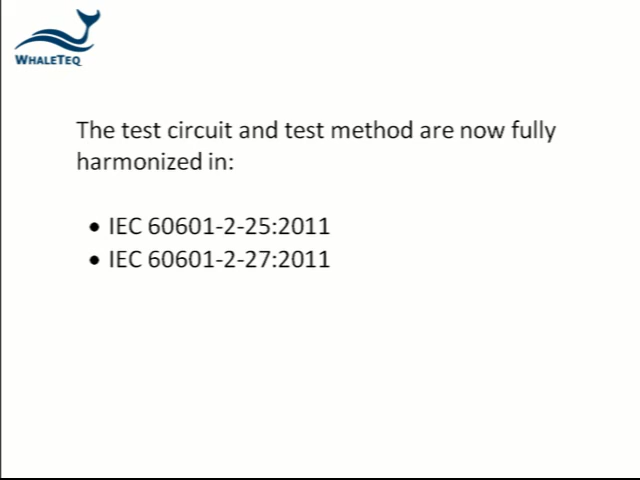 WHALETEQ
The test circuit and test method are now fully
harmonized in:
• IEC 60601-2-25:2011
• IEC 60601-2-27:2011